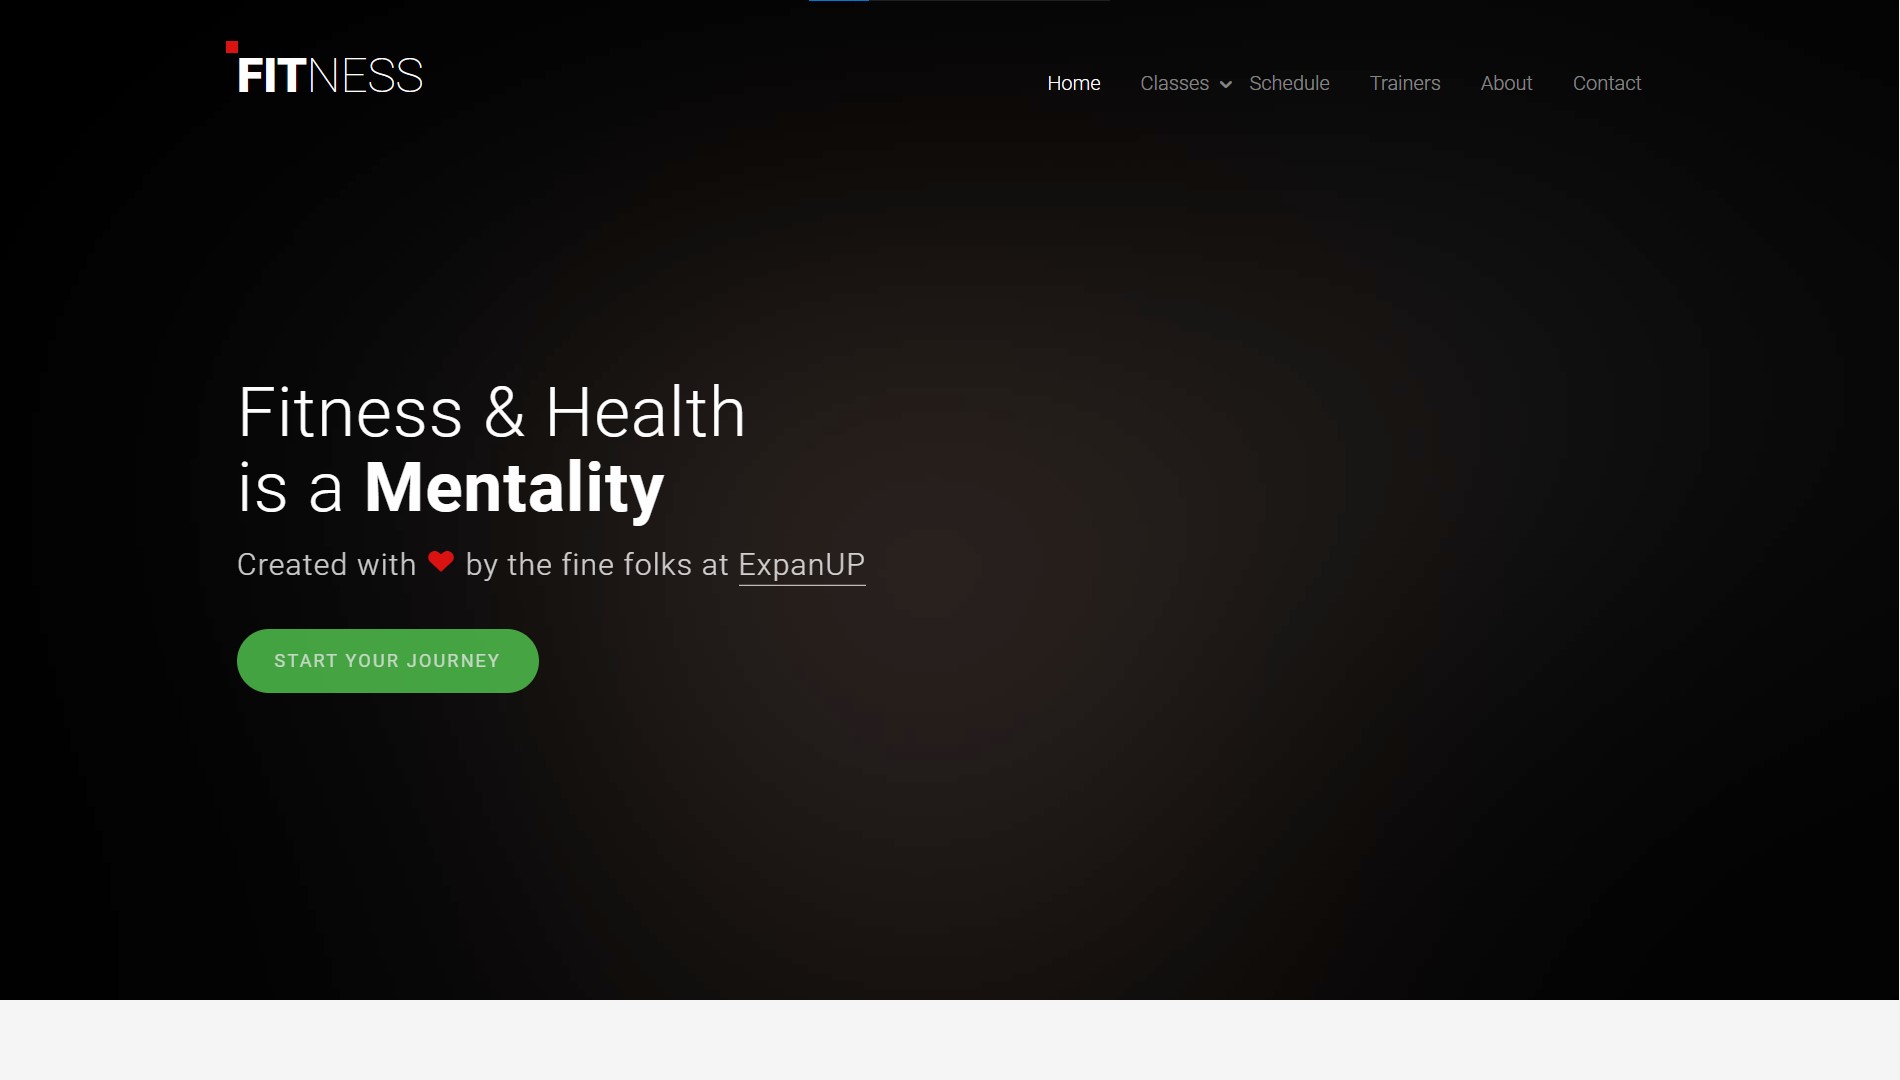 FITNESS
Home Classes Schedule Trainers About Contact
Fitness & Health
is a Mentality
Created with ❤ by the fine folks at ExpanUP
START YOUR JOURNEY